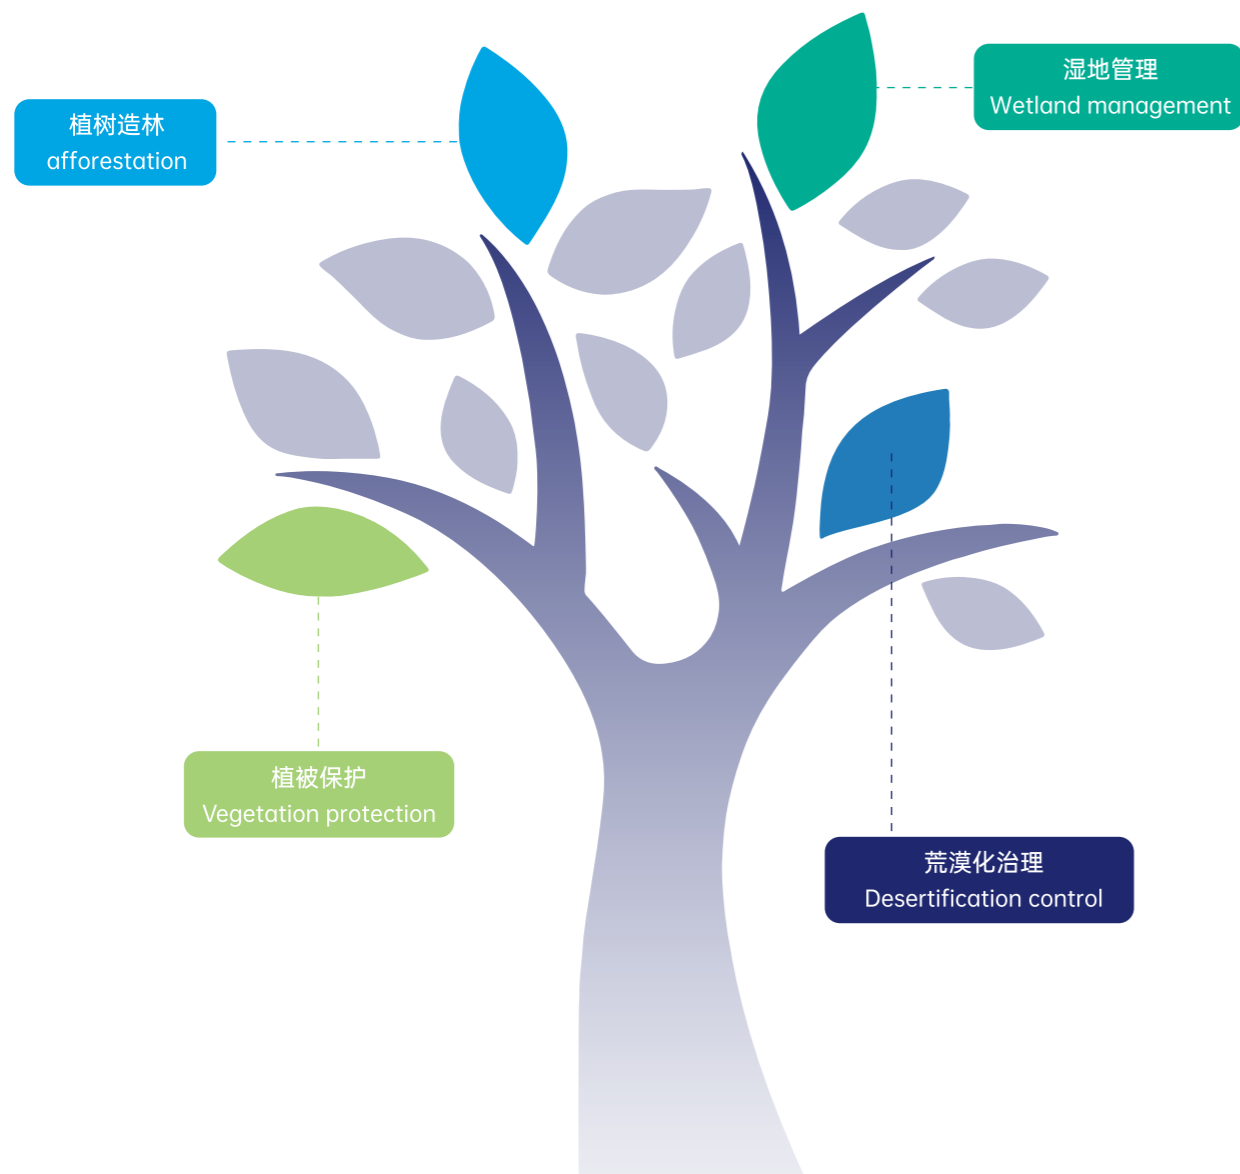 湿地管理
Wetland management
植树造林
afforestation
植被保护
Vegetation protection
荒漠化治理
Desertification control